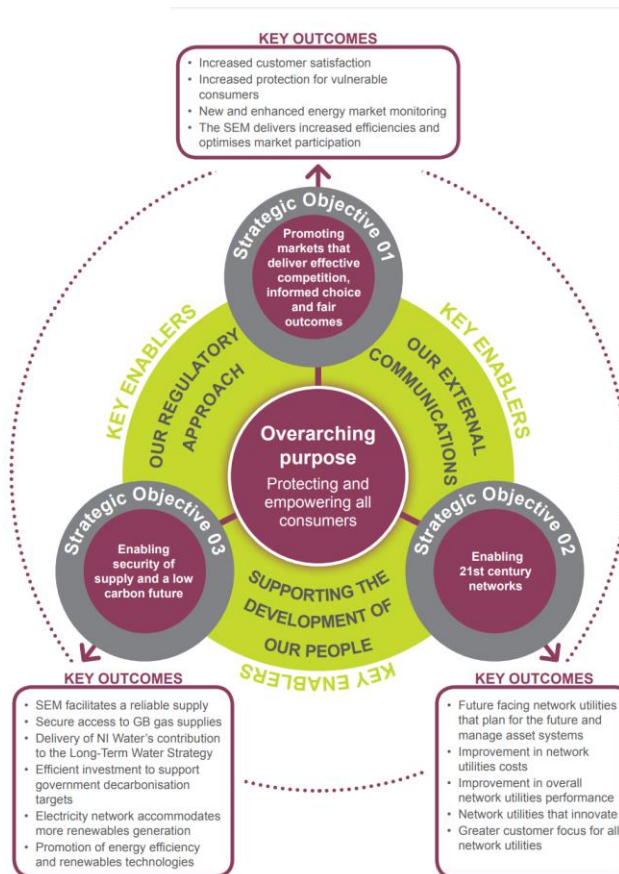 KEY OUTCOMES
• Increased customer satisfaction
• Increased protection for vulnerable
consumers
• New and enhanced energy market monitoring
• The SEM delivers increased efficiencies and
optimises market participation
Strategic Objective 01
Promoting
markets that
deliver effective
competition,
informed choice
and fair
outcomes
KEY ENABLERS
OUR REGULATORY
APPROACH
KEY ENABLERS
OUR EXTERNAL
COMMUNICATIONS
Overarching
purpose
Protecting and
empowering all
consumers
Strategic Objective 03
Enabling
security of
supply and a low
carbon future
Strategic Objective 02
Enabling
21st century
networks
SUPPORTING THE
DEVELOPMENT OF
OUR PEOPLE
KEY ENABLERS
KEY OUTCOMES
• SEM facilitates a reliable supply
• Secure access to GB gas supplies
• Delivery of NI Water's contribution
to the Long-Term Water Strategy
• Efficient investment to support
government decarbonisation
targets
• Electricity network accommodates
more renewables generation
• Promotion of energy efficiency
and renewables technologies
KEY OUTCOMES
• Future facing network utilities
that plan for the future and
manage asset systems
• Improvement in network
utilities costs
• Improvement in overall
network utilities performance
• Network utilities that innovate
• Greater customer focus for all
network utilities